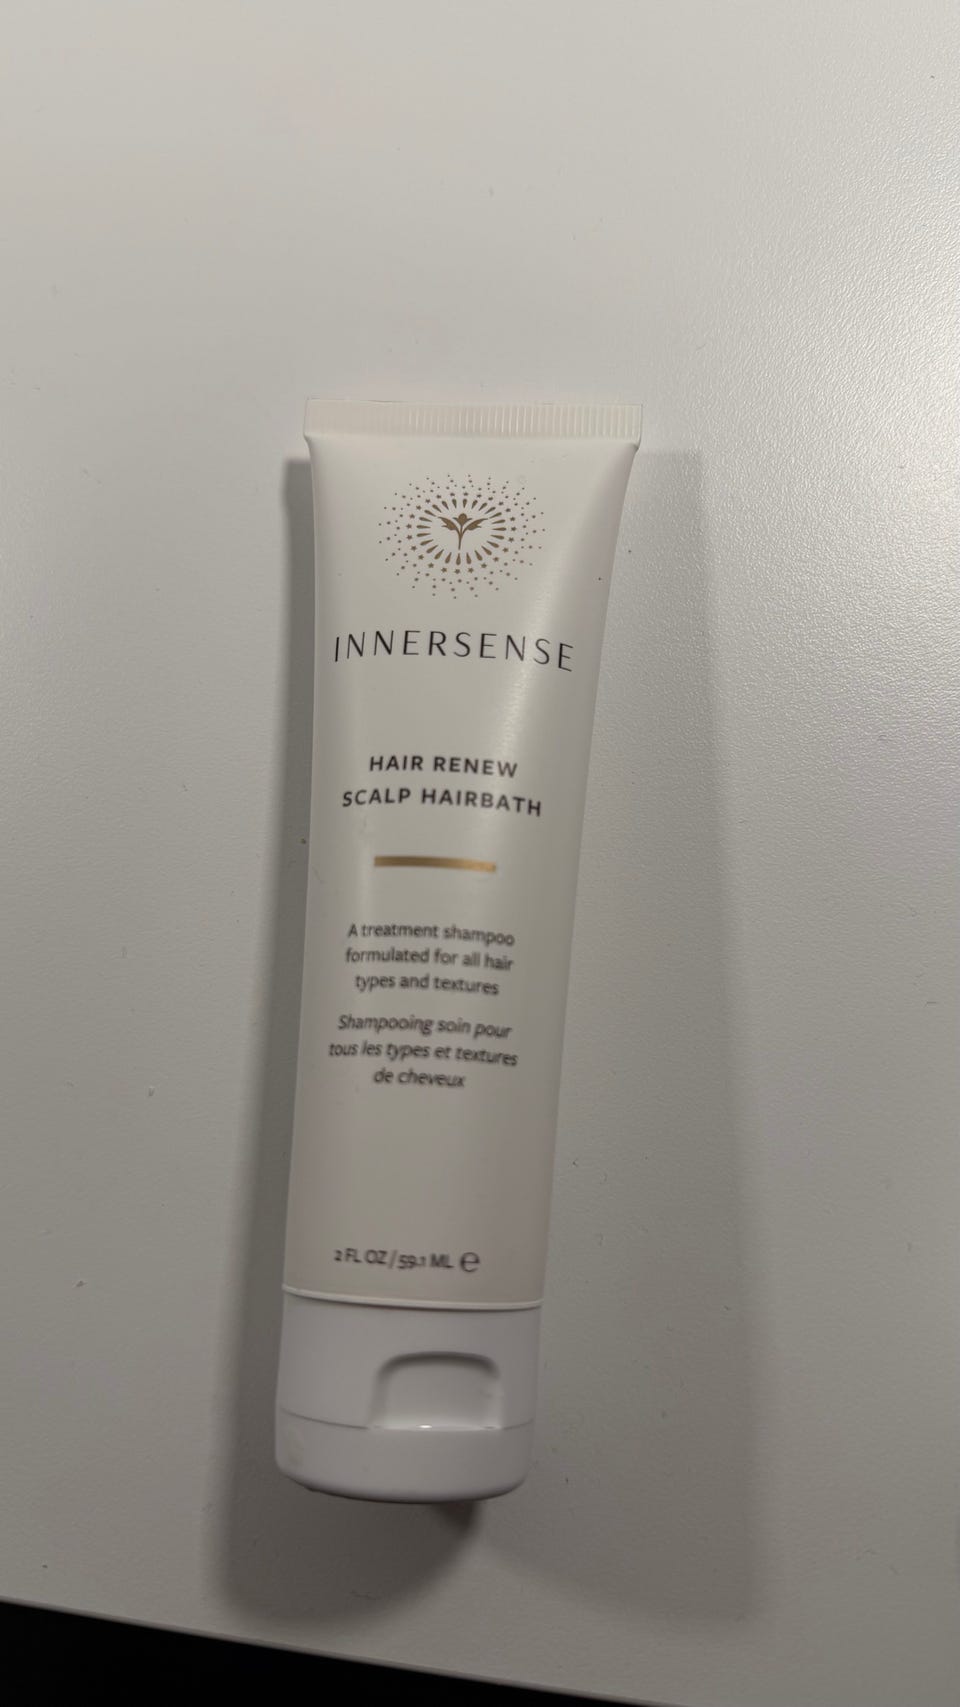 INNERSENSE
HAIR RENEW
SCALP HAIRBATH
A treatment shampoo
formulated for all hair
types and textures
Shampooing soin pour
tous les types et textures
de cheveux
2 FL OZ / 59.1 ML ℮